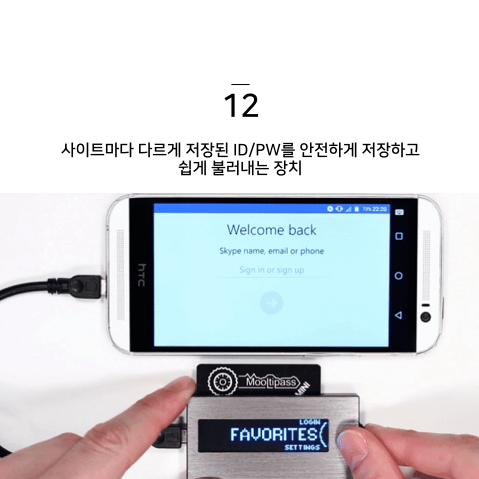 12
사이트마다 다르게 저장된 ID/PW를 안전하게 저장하고
쉽게 불러내는 장치
73% 22:20
Welcome back
Skype name, email or phone
Sign in or sign up
hTC
Mooltipass
MINI
LOGIN
FAVORITES
SETTINGS